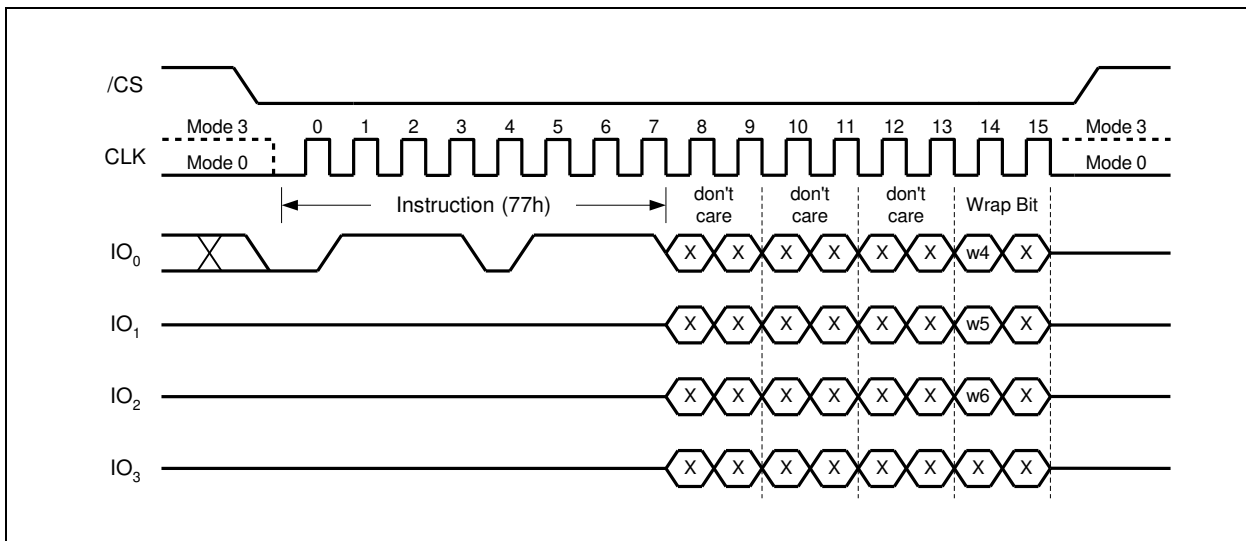 /CS
Mode 3 0 1 2 3 4 5 6 7 8 9 10 11 12 13 14 15 Mode 3
CLK Mode 0 Mode 0
Instruction (77h) don't care don't care don't care Wrap Bit
IO0 X X X X X X w4 X
IO1 X X X X X X w5 X
IO2 X X X X X X w6 X
IO3 X X X X X X X X